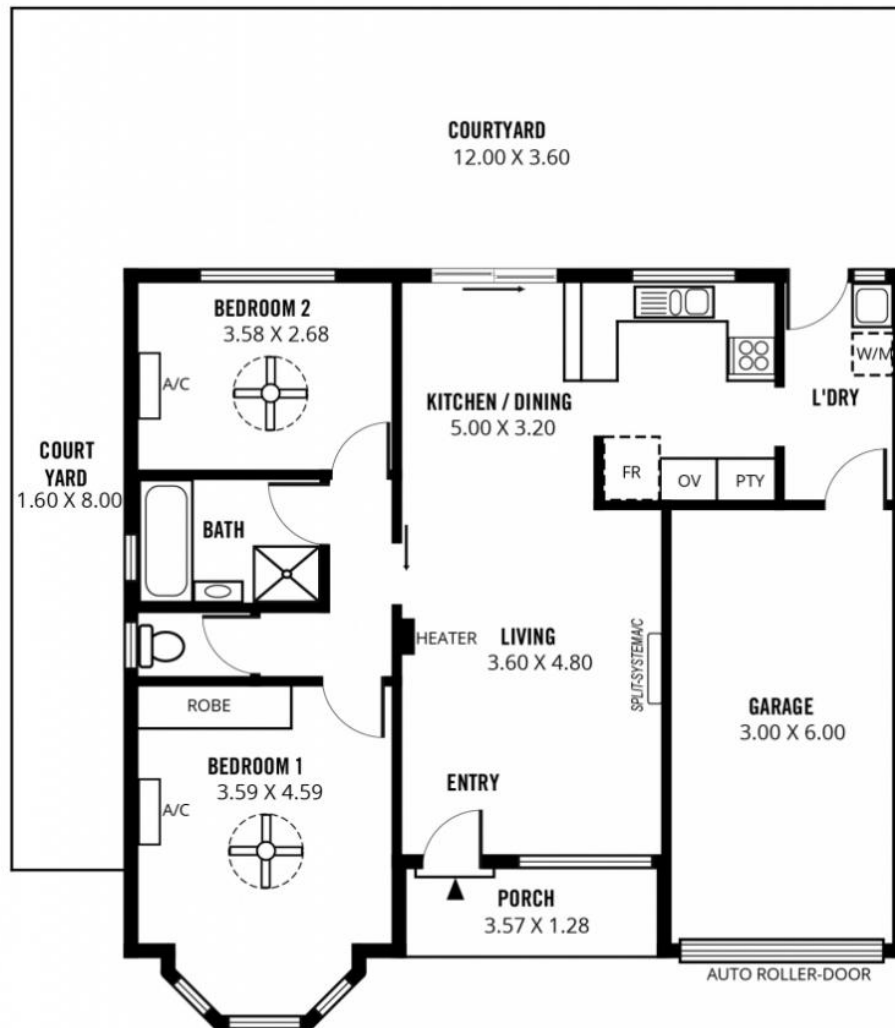 COURTYARD
12.00 X 3.60
BEDROOM 2
3.58 X 2.68
A/C
KITCHEN / DINING
5.00 X 3.20
W/M
L'DRY
FR
OV
PTY
COURT
YARD
1.60 X 8.00
BATH
HEATER
LIVING
3.60 X 4.80
SPLIT-SYSTEMA/C
GARAGE
3.00 X 6.00
ROBE
BEDROOM 1
3.59 X 4.59
A/C
ENTRY
PORCH
3.57 X 1.28
AUTO ROLLER-DOOR